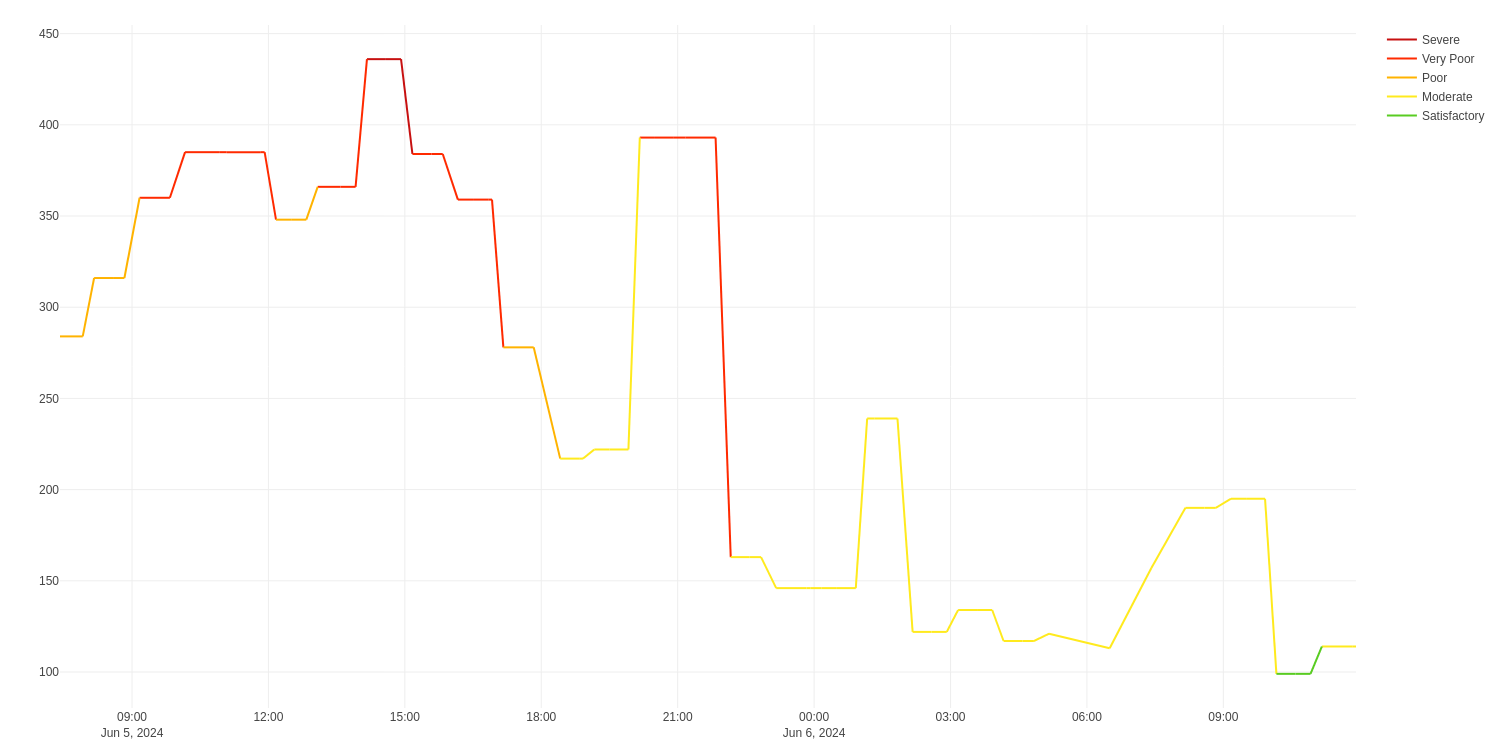 450
400
350
300
250
200
150
100
09:00
Jun 5, 2024
12:00
15:00
18:00
21:00
00:00
Jun 6, 2024
03:00
06:00
09:00
Severe
Very Poor
Poor
Moderate
Satisfactory